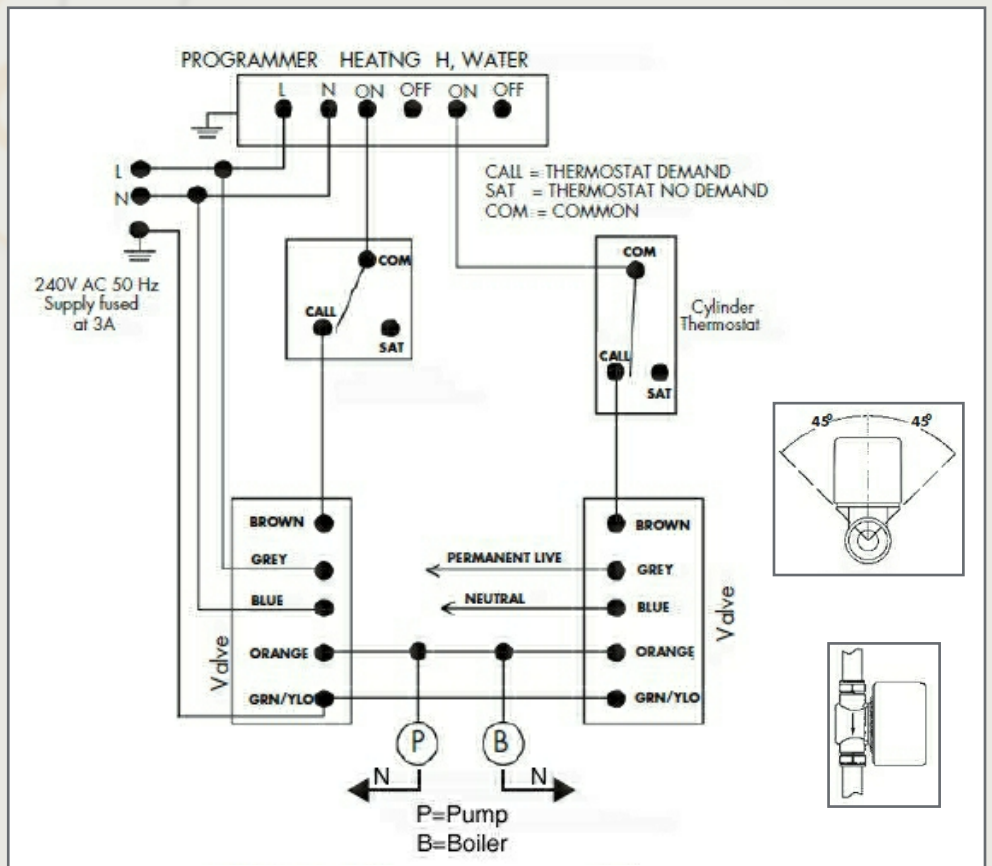 PROGRAMMER HEATNG H, WATER
L N ON OFF ON OFF
L
N
240V AC 50 Hz
Supply fused
at 3A
CALL = THERMOSTAT DEMAND
SAT = THERMOSTAT NO DEMAND
COM = COMMON
COM
CALL
SAT
COM
CALL
SAT
Cylinder
Thermostat
45º 45º
BROWN
GREY
BLUE
ORANGE
GRN/YLO
Valve
PERMANENT LIVE
NEUTRAL
BROWN
GREY
BLUE
ORANGE
GRN/YLO
Valve
P B
N N
P=Pump
B=Boiler